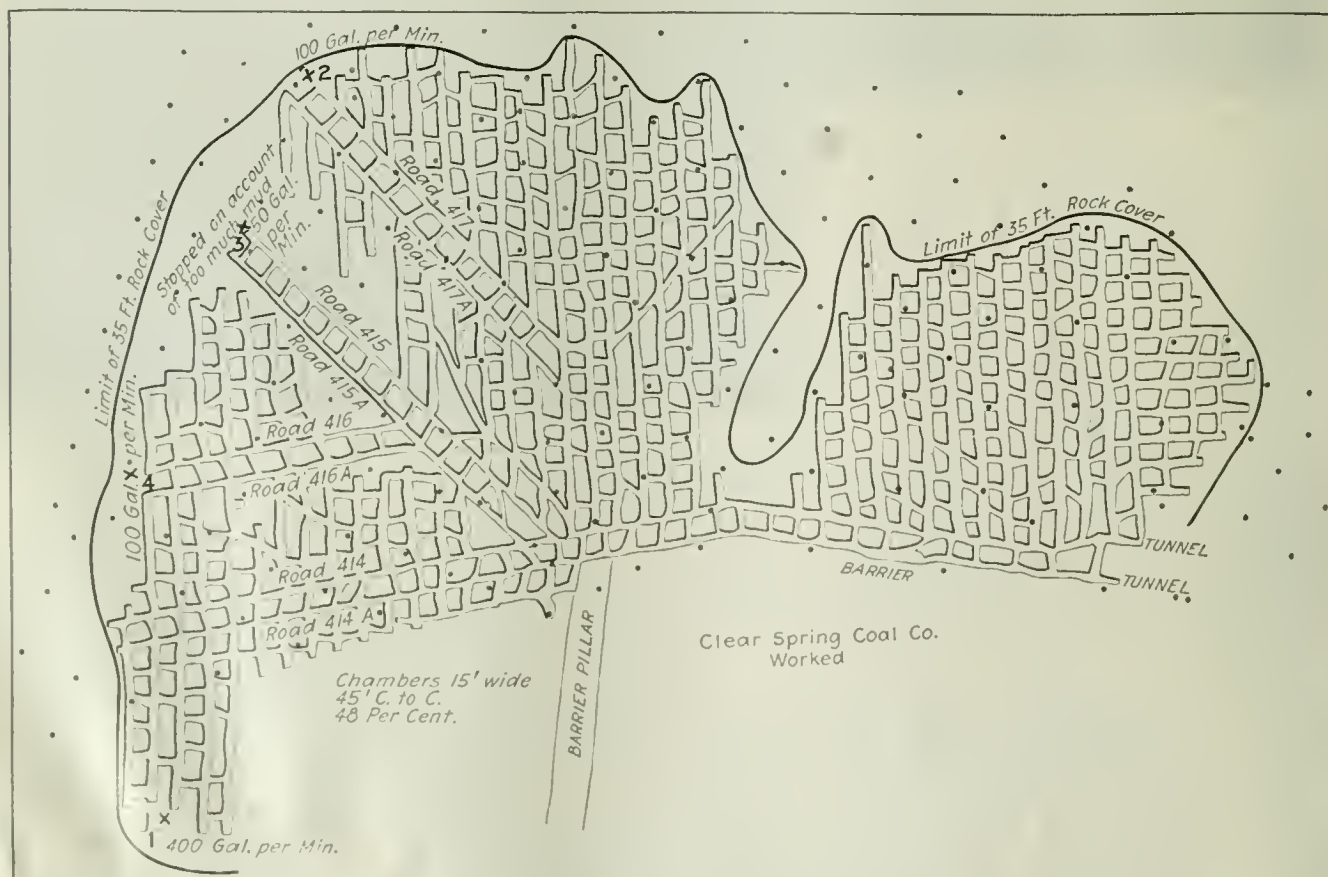 100 Gal. per Min.
×2
Stopped on account
of too much mud
50 Gal.
per
Min.
3
Road 417
Road 417A
Limit of 35 Ft. Rock Cover
Limit of 35 Ft. Rock Cover
Road 415
Road 415A
Road 416
Road 416A
100 Gal. per Min.
×
4
Road 414
Road 414 A
TUNNEL
TUNNEL
BARRIER
BARRIER PILLAR
Clear Spring Coal Co.
Worked
Chambers 15' wide
45' C. to C.
48 Per Cent.
×
1
400 Gal. per Min.